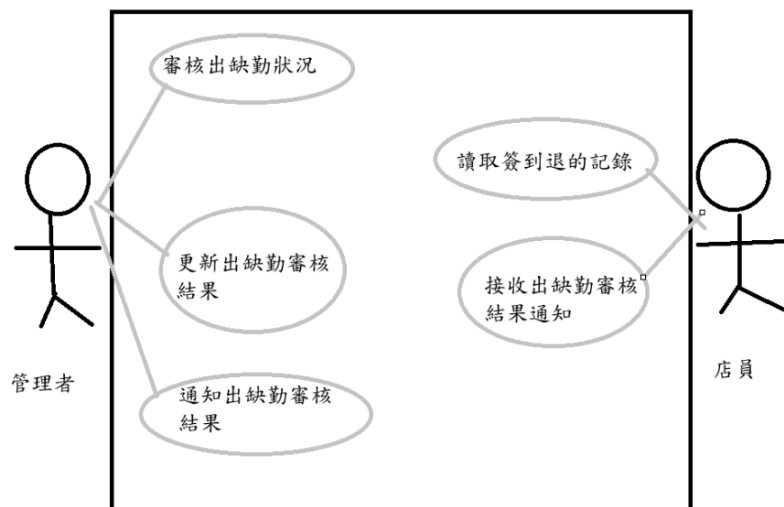 審核出缺勤狀況
讀取簽到退的記錄
更新出缺勤審核
結果
接收出缺勤審核
結果通知
管理者
店員
通知出缺勤審核
結果